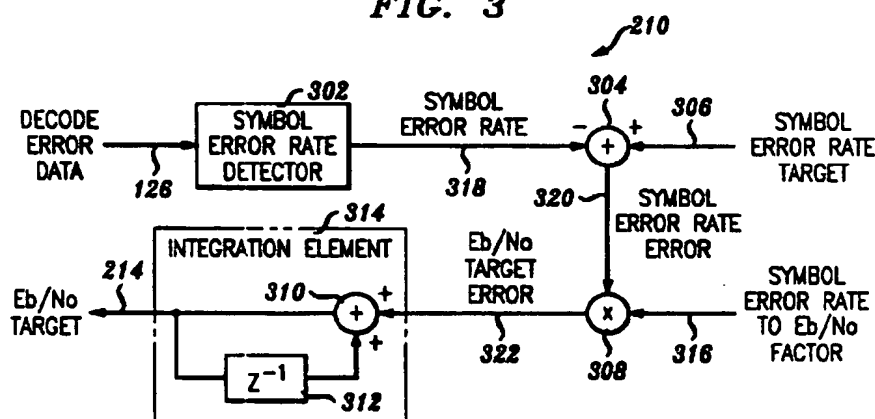 FIG. 3
210
302
304
306
DECODE
ERROR
DATA
126
SYMBOL
ERROR RATE
DETECTOR
SYMBOL
ERROR RATE
318
-
+
+
SYMBOL
ERROR RATE
TARGET
320
SYMBOL
ERROR RATE
ERROR
314
INTEGRATION ELEMENT
214
Eb/No
TARGET
310
+
+
+
Eb/No
TARGET
ERROR
322
X
308
316
SYMBOL
ERROR RATE
TO Eb/No
FACTOR
Z-1
312